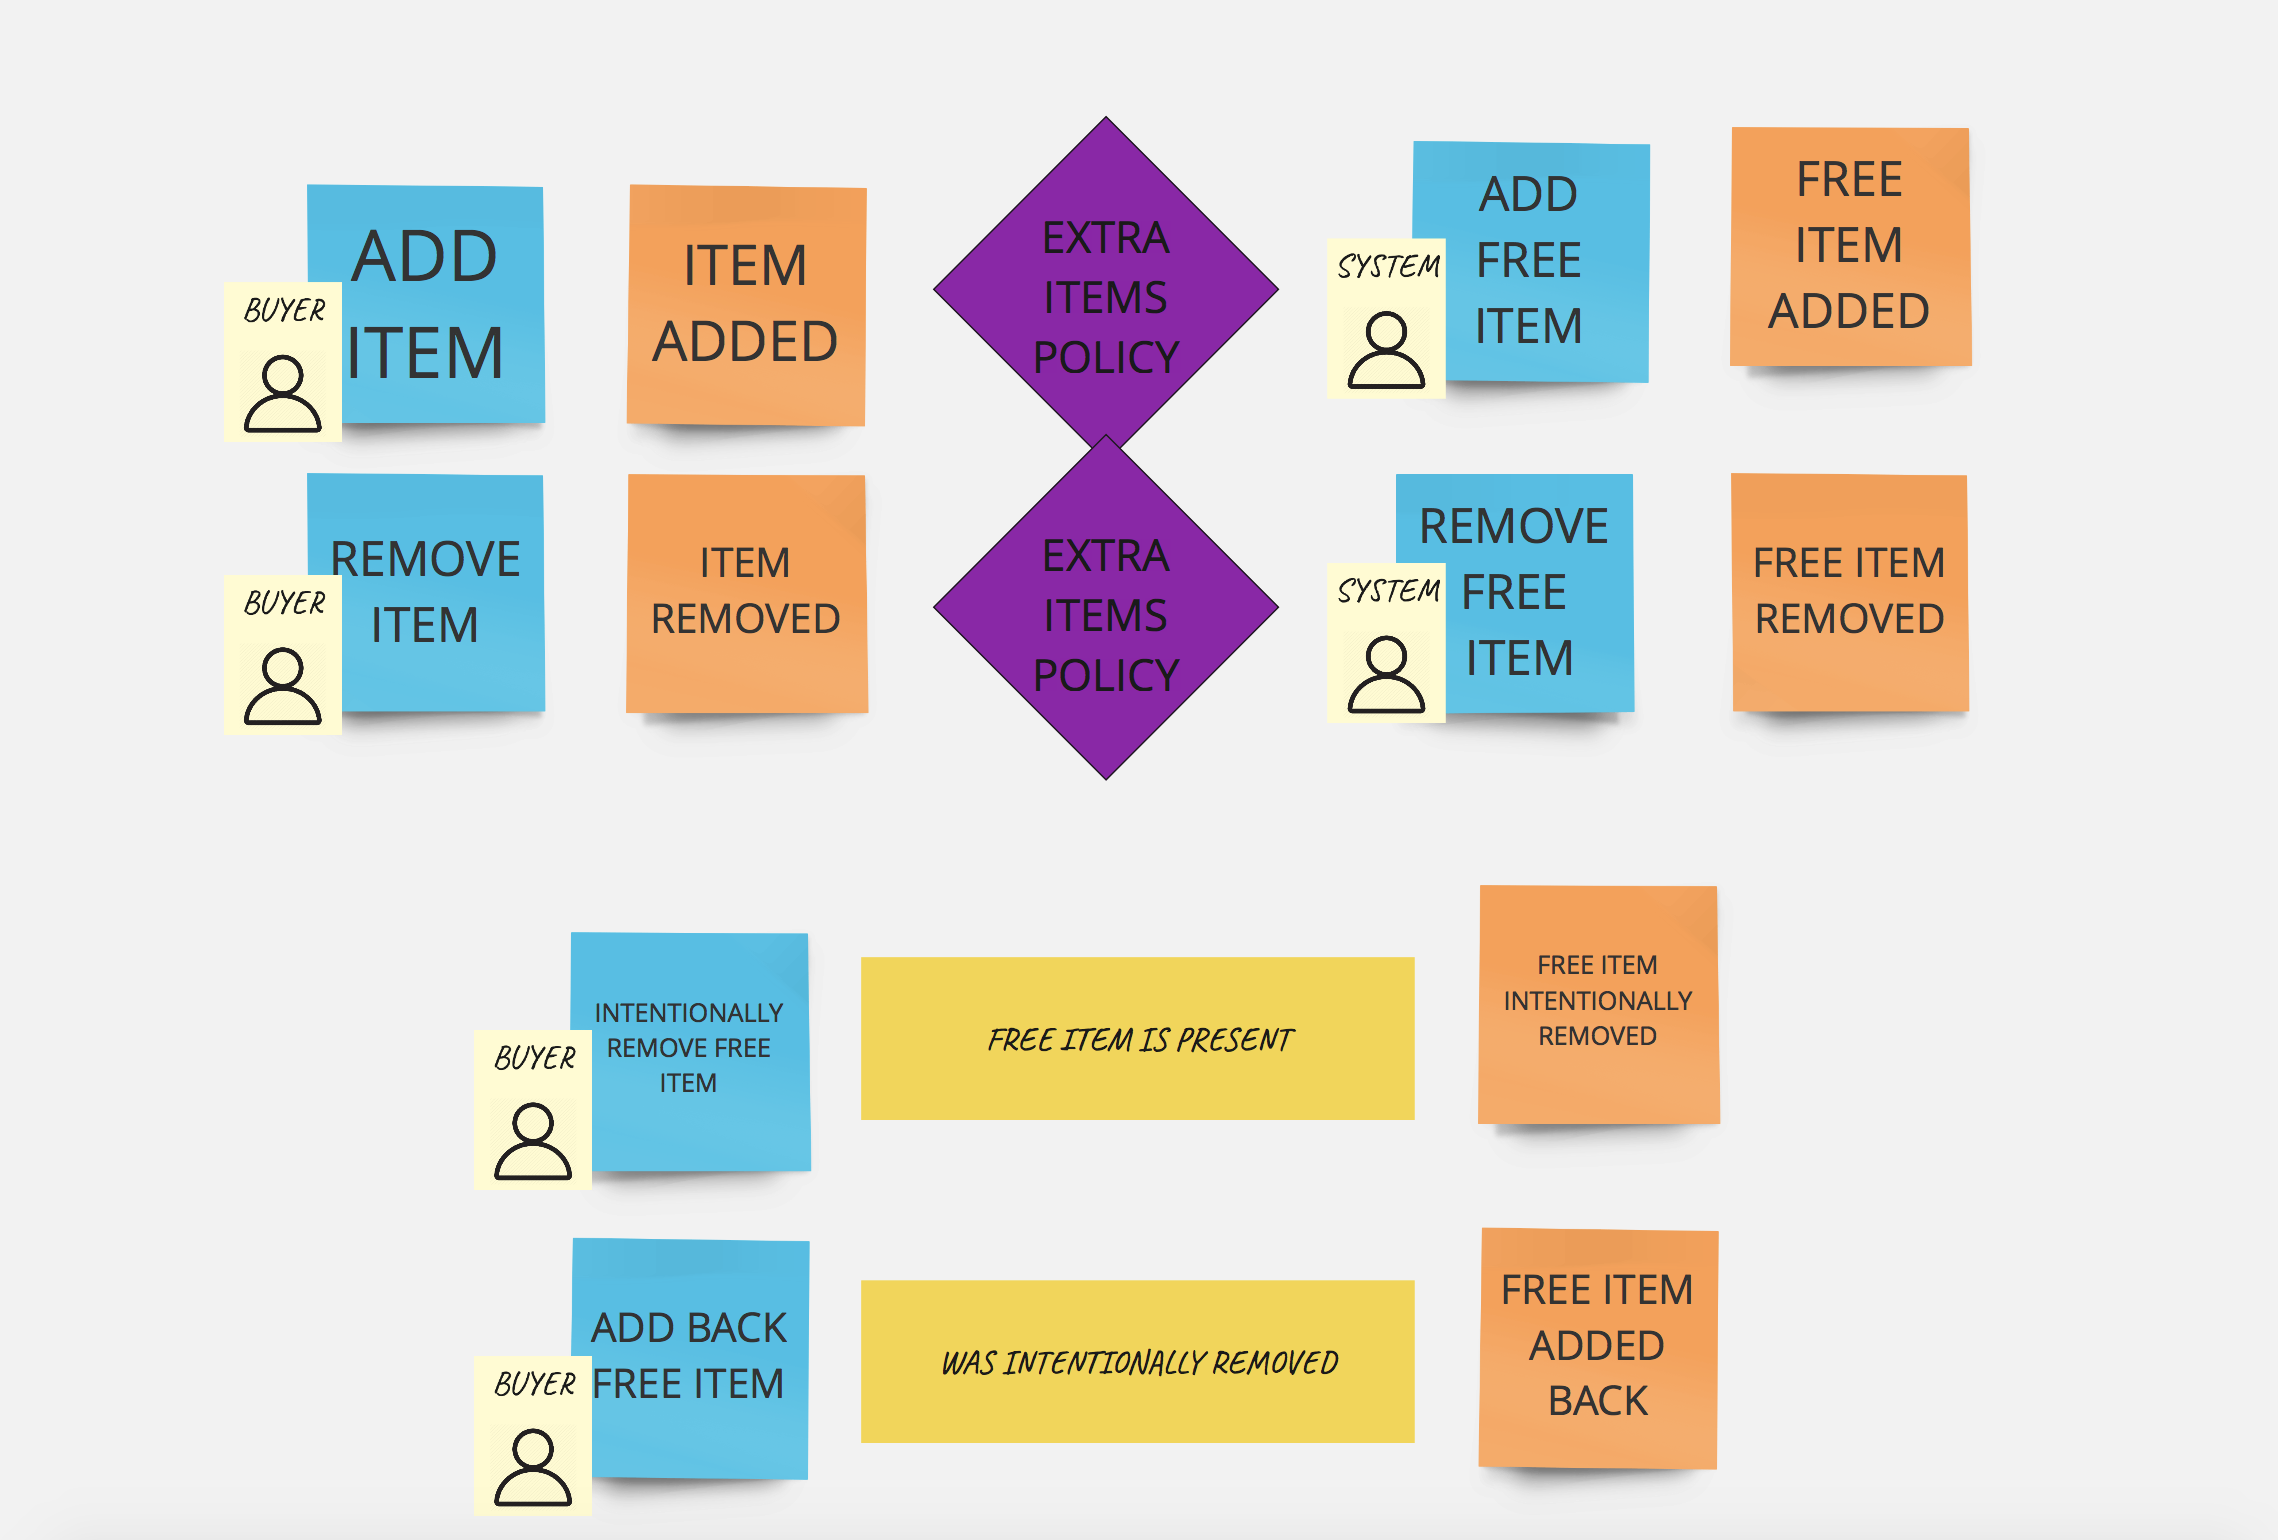 ADD
ITEM
BUYER
ITEM
ADDED
EXTRA
ITEMS
POLICY
ADD
FREE
ITEM
SYSTEM
FREE
ITEM
ADDED
REMOVE
ITEM
BUYER
ITEM
REMOVED
EXTRA
ITEMS
POLICY
REMOVE
FREE
ITEM
SYSTEM
FREE ITEM
REMOVED
INTENTIONALLY
REMOVE FREE
ITEM
BUYER
FREE ITEM IS PRESENT
FREE ITEM
INTENTIONALLY
REMOVED
ADD BACK
FREE ITEM
BUYER
WAS INTENTIONALLY REMOVED
FREE ITEM
ADDED
BACK